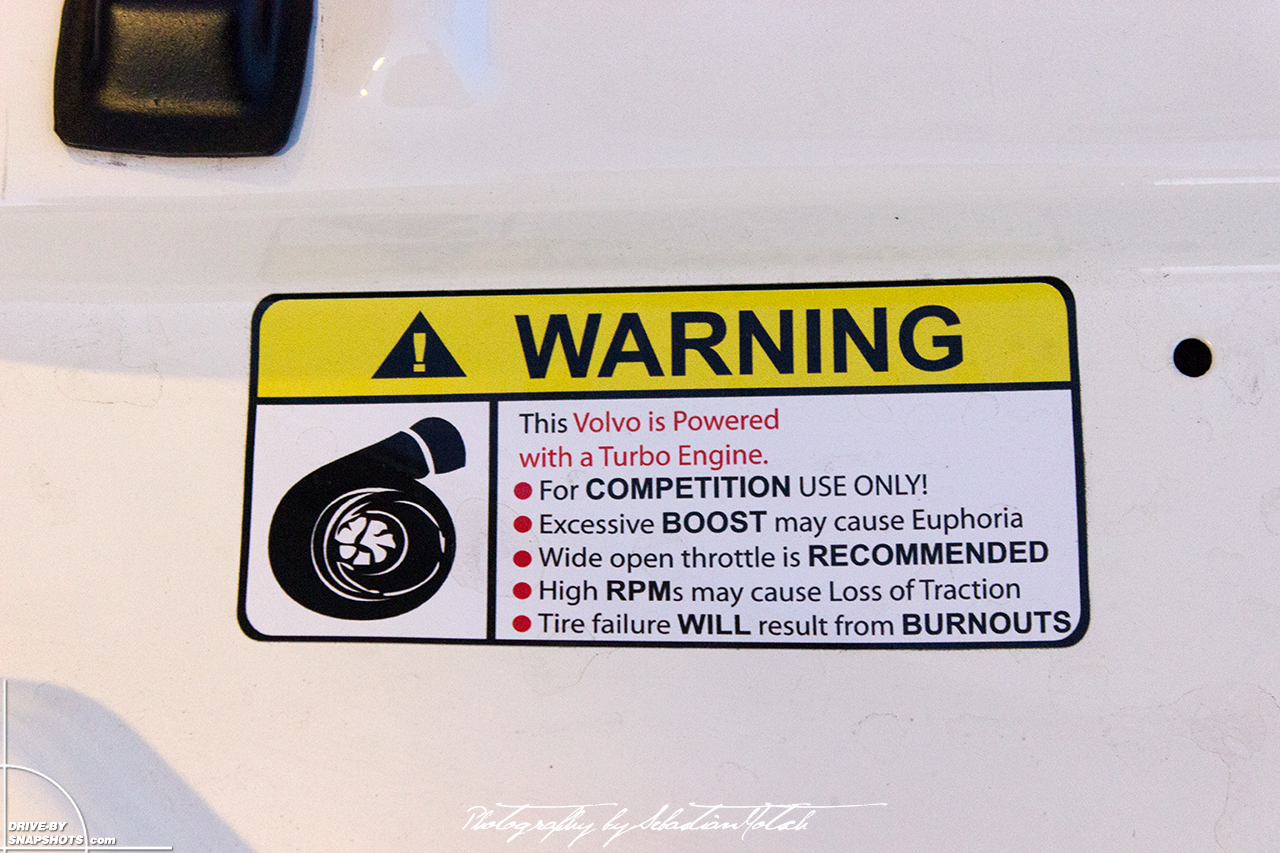 WARNING
This Volvo is Powered
with a Turbo Engine.
For COMPETITION USE ONLY!
Excessive BOOST may cause Euphoria
Wide open throttle is RECOMMENDED
High RPMs may cause Loss of Traction
Tire failure WILL result from BURNOUTS
Photography by Sebastian Motsch
DRIVE-BY
SNAPSHOTS.com